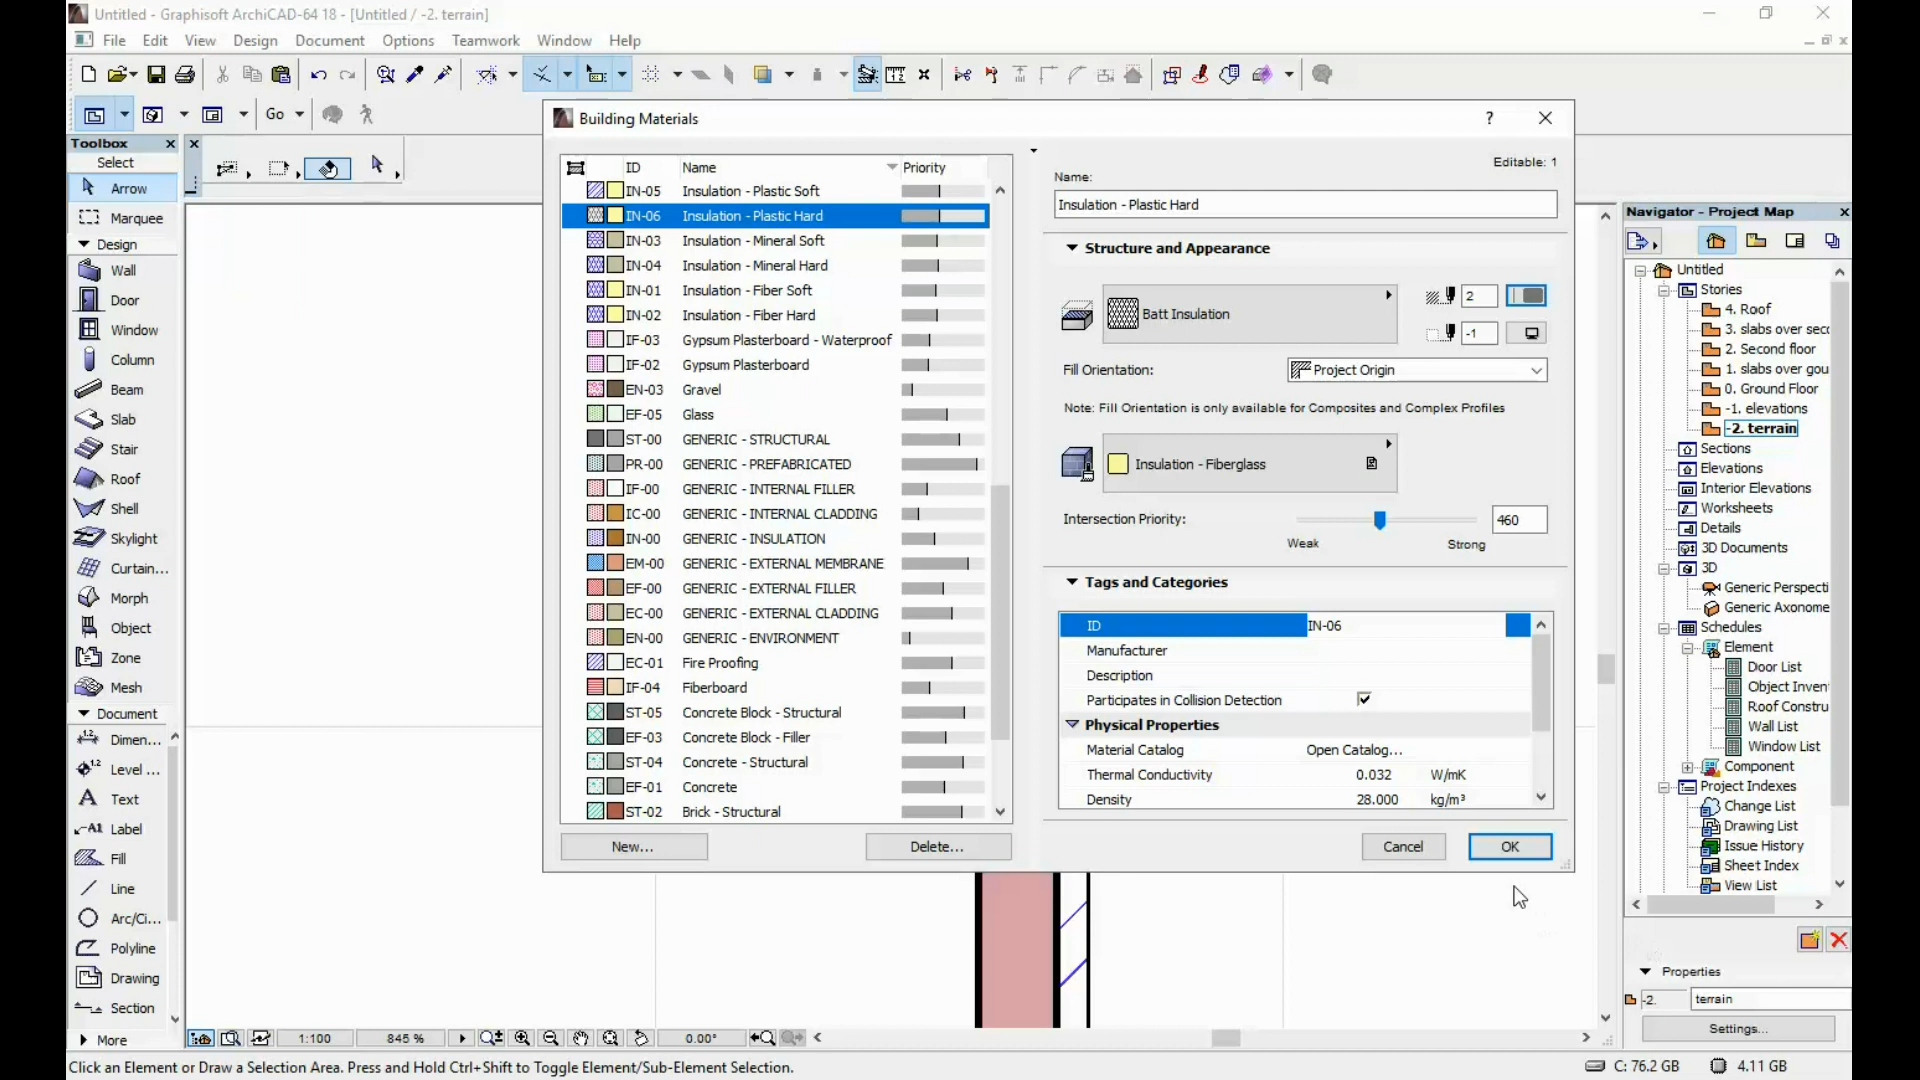 Untitled - Graphisoft ArchiCAD-64 18 - [Untitled / -2. terrain]
File Edit View Design Document Options Teamwork Window Help
Go
Toolbox
Select
Arrow
Marquee
Design
Wall
Door
Window
Column
Beam
Slab
Stair
Roof
Shell
Skylight
Curtain...
Morph
Object
Zone
Mesh
Document
Dimen...
Level ...
Text
Label
Fill
Line
Arc/Ci...
Polyline
Drawing
Section
More
Building Materials
?
ID Name Priority
IN-05 Insulation - Plastic Soft
IN-06 Insulation - Plastic Hard
IN-03 Insulation - Mineral Soft
IN-04 Insulation - Mineral Hard
IN-01 Insulation - Fiber Soft
IN-02 Insulation - Fiber Hard
IF-03 Gypsum Plasterboard - Waterproof
IF-02 Gypsum Plasterboard
EN-03 Gravel
EF-05 Glass
ST-00 GENERIC - STRUCTURAL
PR-00 GENERIC - PREFABRICATED
IF-00 GENERIC - INTERNAL FILLER
IC-00 GENERIC - INTERNAL CLADDING
IN-00 GENERIC - INSULATION
EM-00 GENERIC - EXTERNAL MEMBRANE
EF-00 GENERIC - EXTERNAL FILLER
EC-00 GENERIC - EXTERNAL CLADDING
EN-00 GENERIC - ENVIRONMENT
EC-01 Fire Proofing
IF-04 Fiberboard
ST-05 Concrete Block - Structural
EF-03 Concrete Block - Filler
ST-04 Concrete - Structural
EF-01 Concrete
ST-02 Brick - Structural
New... Delete...
Editable: 1
Name:
Insulation - Plastic Hard
Structure and Appearance
Batt Insulation
2
-1
Fill Orientation: Project Origin
Note: Fill Orientation is only available for Composites and Complex Profiles
Insulation - Fiberglass
Intersection Priority: 460
Weak Strong
Tags and Categories
ID IN-06
Manufacturer
Description
Participates in Collision Detection
Physical Properties
Material Catalog Open Catalog...
Thermal Conductivity 0.032 W/mK
Density 28.000 kg/m³
Cancel OK
Navigator - Project Map
Untitled
Stories
4. Roof
3. slabs over seco
2. Second floor
1. slabs over gou
0. Ground Floor
-1. elevations
-2. terrain
Sections
Elevations
Interior Elevations
Worksheets
Details
3D Documents
3D
Generic Perspecti
Generic Axonome
Schedules
Element
Door List
Object Inven
Roof Constru
Wall List
Window List
Component
Project Indexes
Change List
Drawing List
Issue History
Sheet Index
View List
Properties
-2. terrain
Settings...
1:100 845 % 0.00°
Click an Element or Draw a Selection Area. Press and Hold Ctrl+Shift to Toggle Element/Sub-Element Selection.
C: 76.2 GB 4.11 GB